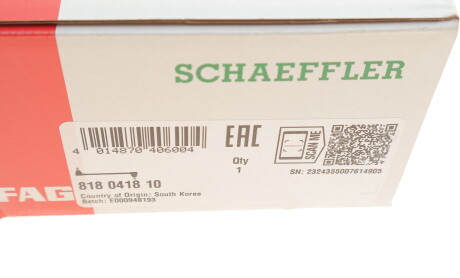 SCHAEFFLER
4 014870 406004
EAC
Qty
1
SCAN ME
SN: 2324355007614905
818 0418 10
Country of Origin: South Korea
Batch: E000948193
FAG